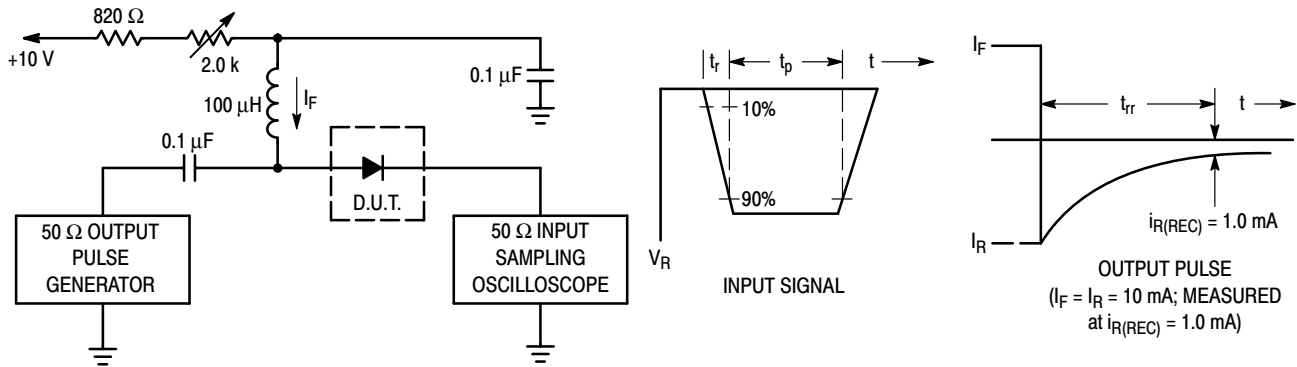 820 Ω
+10 V
2.0 k
100 μH
I_F
0.1 μF
0.1 μF
D.U.T.
50 Ω OUTPUT
PULSE
GENERATOR
50 Ω INPUT
SAMPLING
OSCILLOSCOPE
t_r
t_p
t
10%
90%
V_R
INPUT SIGNAL
I_F
t_rr
t
I_R
i_R(REC) = 1.0 mA
OUTPUT PULSE
(I_F = I_R = 10 mA; MEASURED
at i_R(REC) = 1.0 mA)